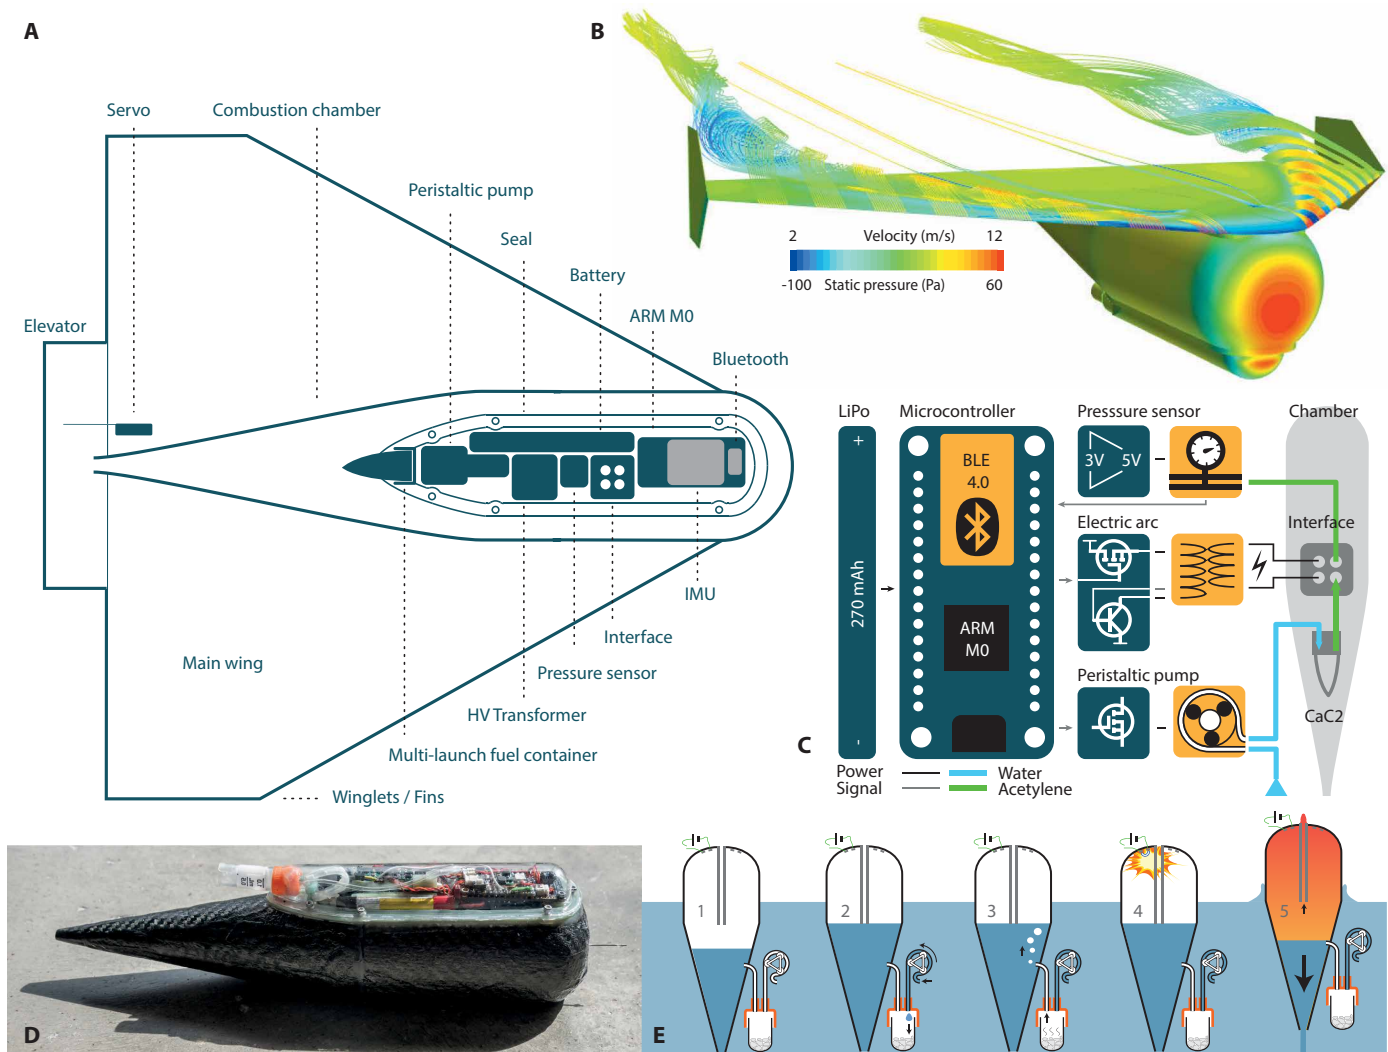 A
Servo
Combustion chamber
Peristaltic pump
Seal
Battery
ARM M0
Bluetooth
Elevator
IMU
Interface
Pressure sensor
HV Transformer
Multi-launch fuel container
Main wing
Winglets / Fins
B
2 Velocity (m/s) 12
-100 Static pressure (Pa) 60
C
LiPo
+
270 mAh
-
Microcontroller
BLE
4.0
ARM
M0
Presssure sensor
3V 5V
Electric arc
Peristaltic pump
Chamber
Interface
CaC2
Power
Signal
Water
Acetylene
D
E
1
2
3
4
5